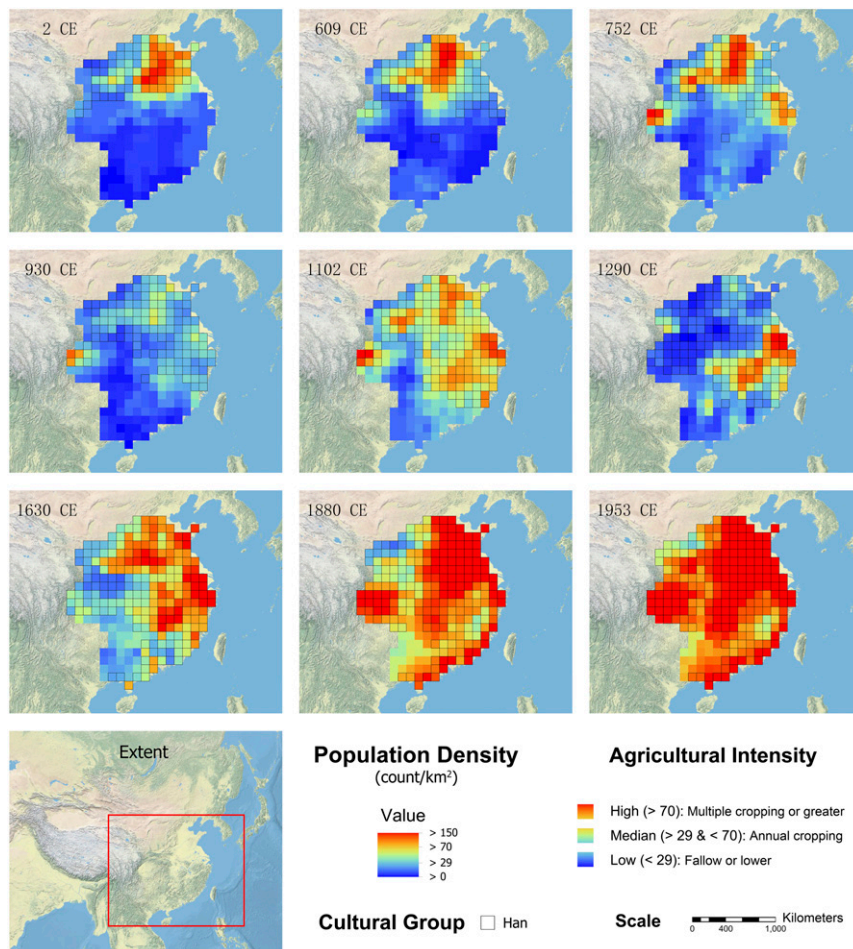 2 CE
609 CE
752 CE
930 CE
1102 CE
1290 CE
1630 CE
1880 CE
1953 CE
Extent
Population Density
(count/km²)
Value
> 150
> 70
> 29
> 0
Cultural Group
Han
Agricultural Intensity
High (> 70): Multiple cropping or greater
Median (> 29 & < 70): Annual cropping
Low (< 29): Fallow or lower
Scale
Kilometers
0 200 400 1,000